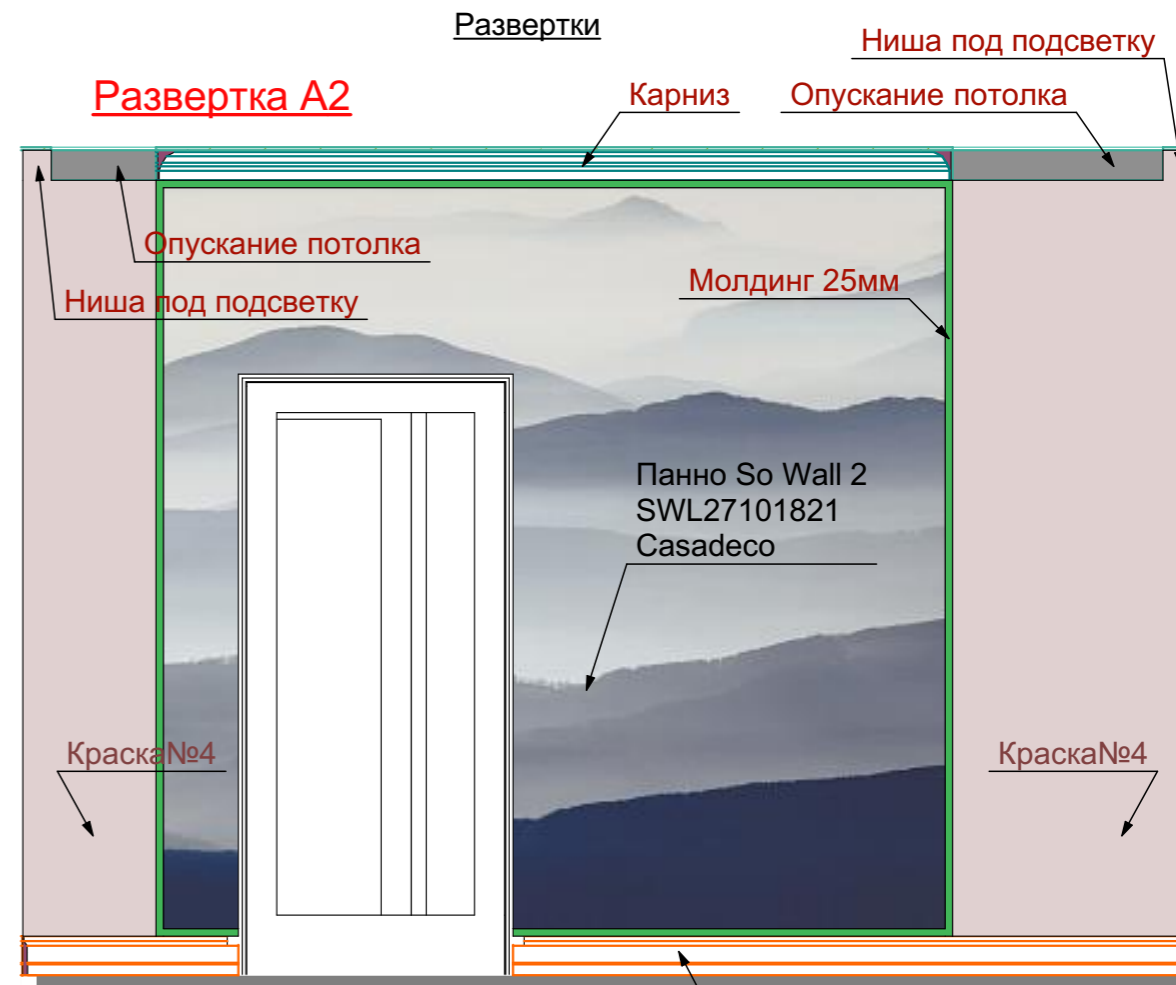 Развертки
Ниша под подсветку
Развертка А2
Карниз
Опускание потолка
Опускание потолка
Молдинг 25мм
Ниша под подсветку
Панно So Wall 2
SWL27101821
Casadeco
Краска№4
Краска№4